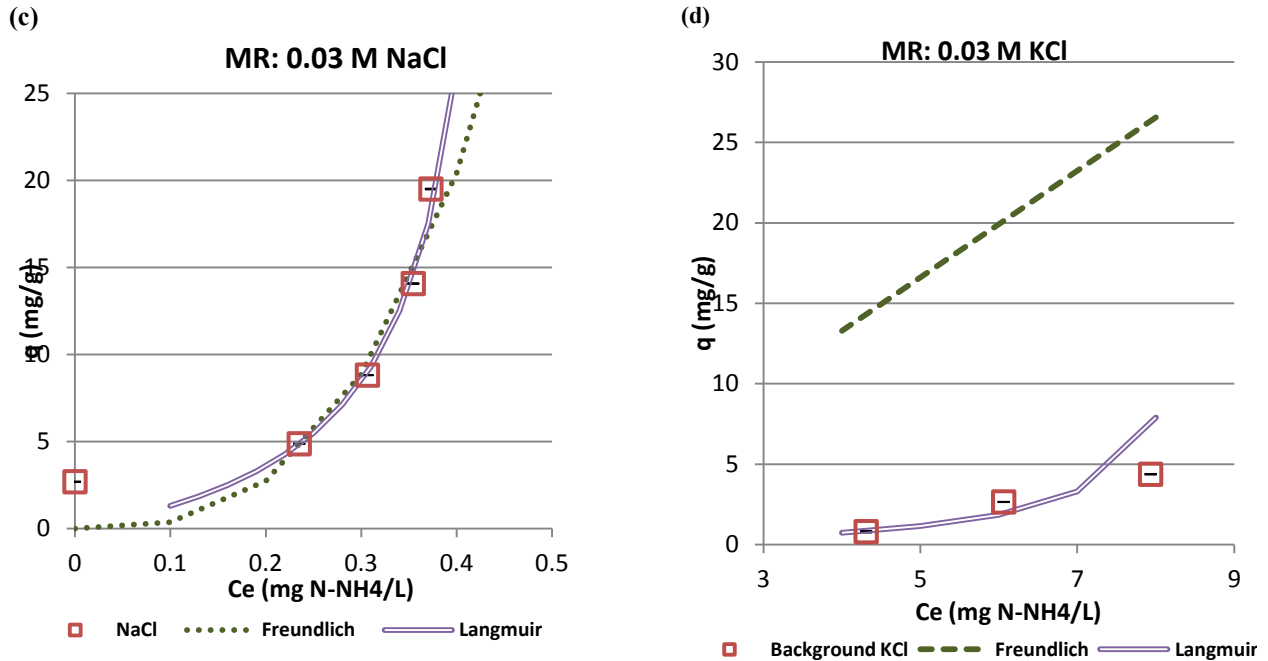 (c)
MR: 0.03 M NaCl
25
20
15
10
5
0
q (mg/g)
0
0.1
0.2
0.3
0.4
0.5
Ce (mg N-NH4/L)
NaCl
Freundlich
Langmuir
(d)
MR: 0.03 M KCl
30
25
20
15
10
5
0
q (mg/g)
3
5
7
9
Ce (mg N-NH4/L)
Background KCl
Freundlich
Langmuir